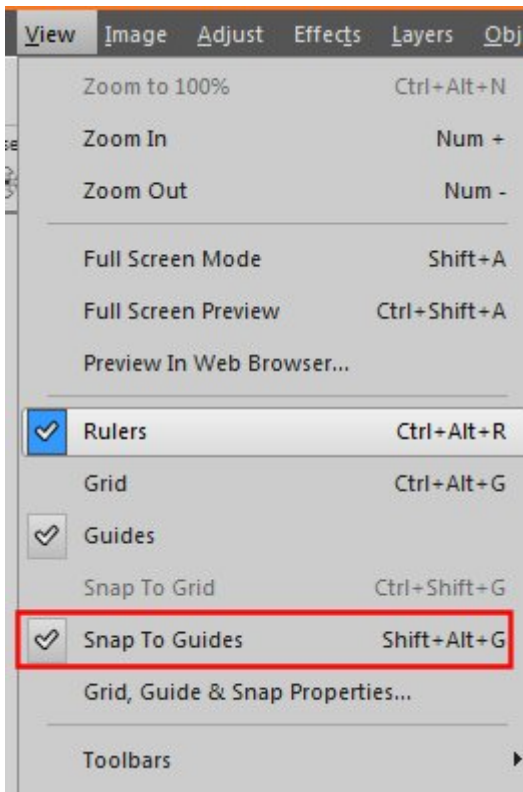 View Image Adjust Effects Layers Obj
Zoom to 100% Ctrl+Alt+N
Zoom In Num +
Zoom Out Num -
Full Screen Mode Shift+A
Full Screen Preview Ctrl+Shift+A
Preview In Web Browser...
Rulers Ctrl+Alt+R
Grid Ctrl+Alt+G
Guides
Snap To Grid Ctrl+Shift+G
Snap To Guides Shift+Alt+G
Grid, Guide & Snap Properties...
Toolbars